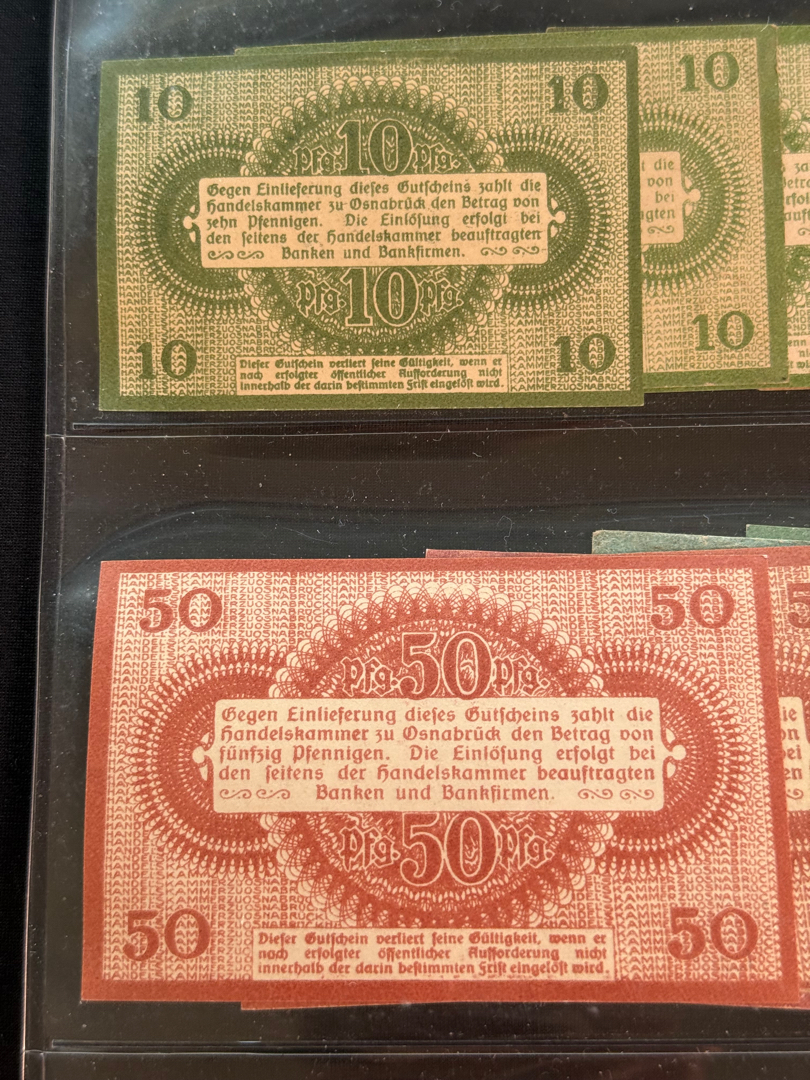 10 10
Pfg. 10 Pfg.
Gegen Einlieferung dieses Gutscheins zahlt die
Handelskammer zu Osnabrück den Betrag von
zehn Pfennigen. Die Einlösung erfolgt bei
den seitens der Handelskammer beauftragten
Banken und Bankfirmen.
Pfg. 10 Pfg.
10 10
Dieser Gutschein verliert seine Gültigkeit, wenn er
nach erfolgter öffentlicher Aufforderung nicht
innerhalb der darin bestimmten Frist eingelöst wird.
10
die
von
bei
10
50 50
Pfg. 50 Pfg.
Gegen Einlieferung dieses Gutscheins zahlt die
Handelskammer zu Osnabrück den Betrag von
fünfzig Pfennigen. Die Einlösung erfolgt bei
den seitens der Handelskammer beauftragten
Banken und Bankfirmen.
Pfg. 50 Pfg.
50 50
Dieser Gutschein verliert seine Gültigkeit, wenn er
nach erfolgter öffentlicher Aufforderung nicht
innerhalb der darin bestimmten Frist eingelöst wird.